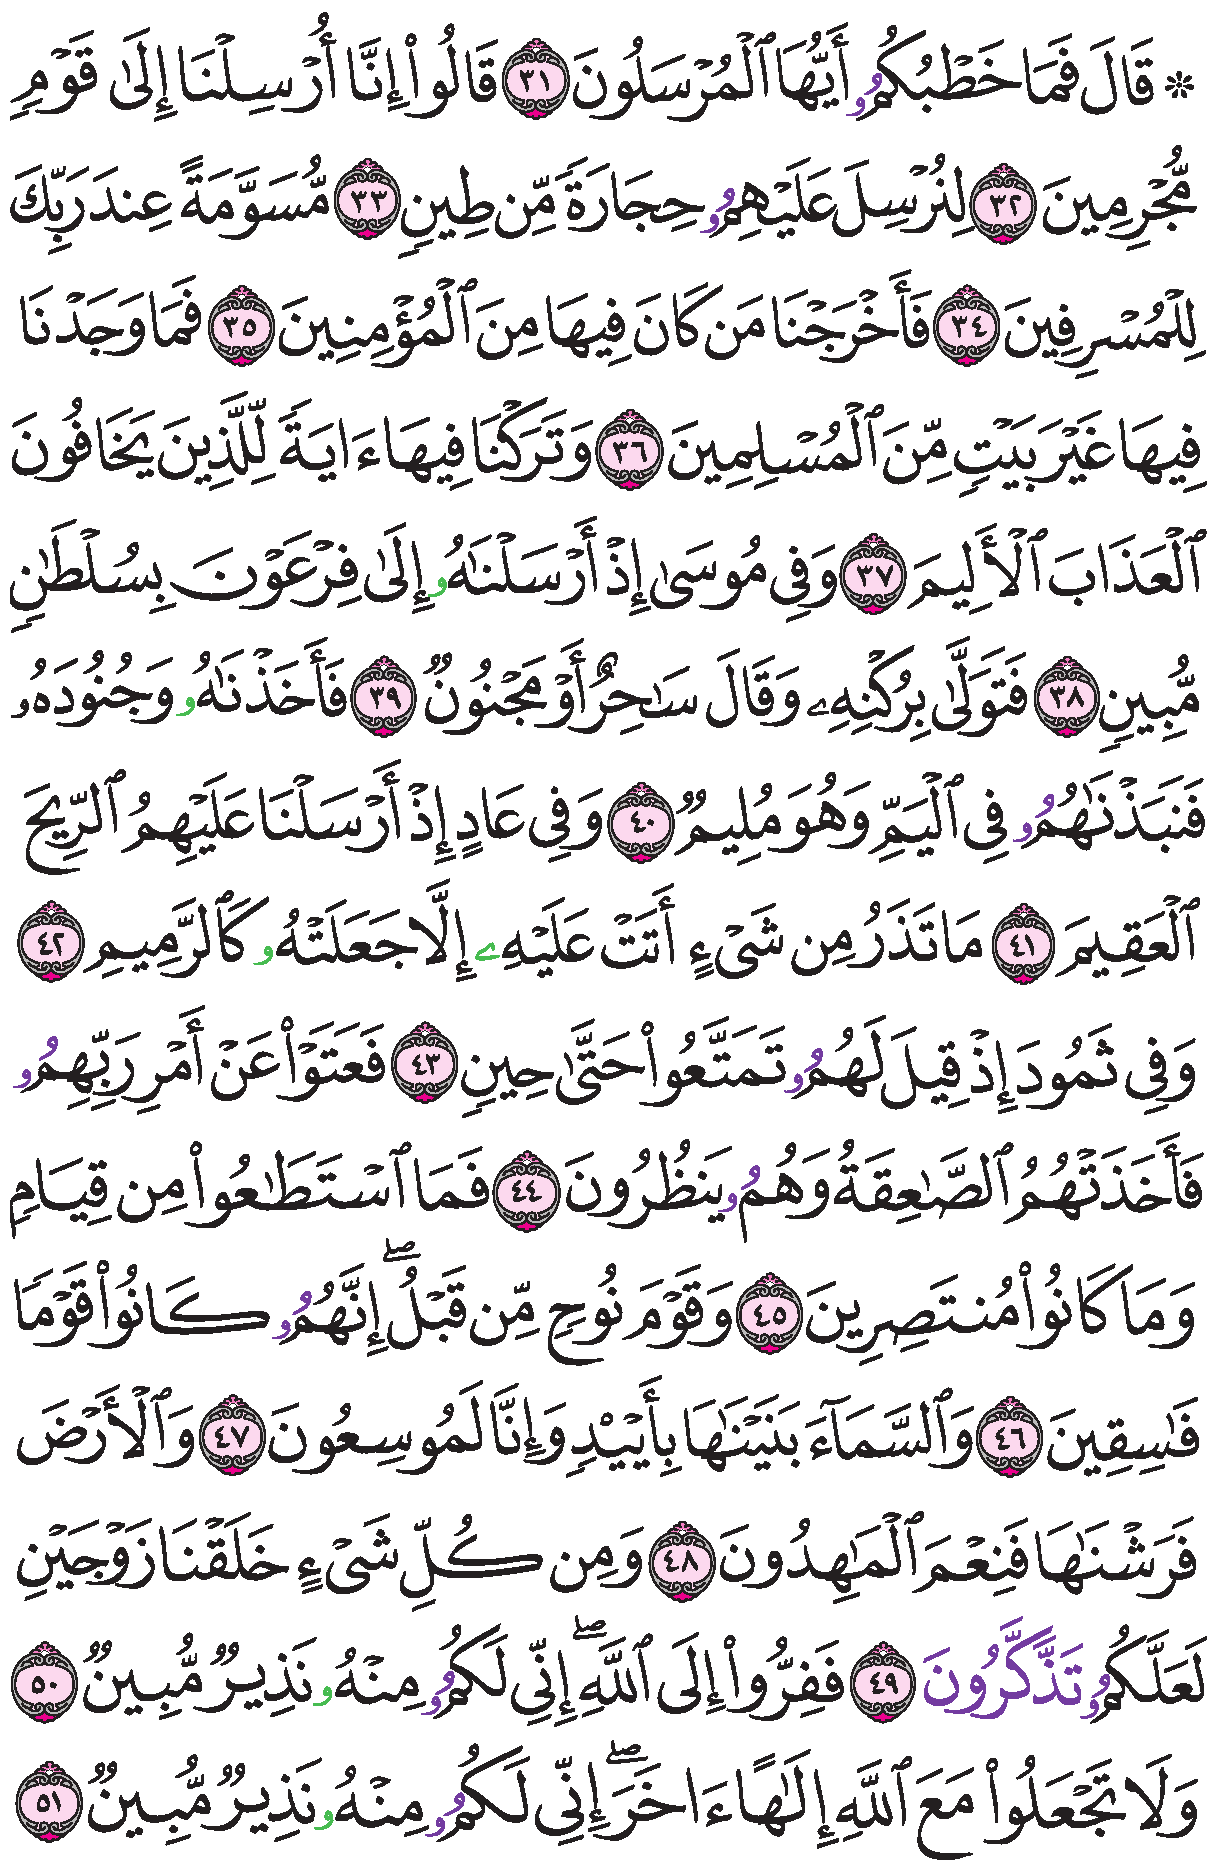 ۞ قَالَ فَمَا خَطْبُكُمُۥ أَيُّهَا ٱلْمُرْسَلُونَ ٣١ قَالُوا۟ إِنَّا أُرْسِلْنَا إِلَىٰ قَوْمٍ
مُّجْرِمِينَ ٣٢ لِنُرْسِلَ عَلَيْهِمُۥ حِجَارَةً مِّن طِينٍ ٣٣ مُّسَوَّمَةً عِندَ رَبِّكَ
لِلْمُسْرِفِينَ ٣٤ فَأَخْرَجْنَا مَن كَانَ فِيهَا مِنَ ٱلْمُؤْمِنِينَ ٣٥ فَمَا وَجَدْنَا
فِيهَا غَيْرَ بَيْتٍ مِّنَ ٱلْمُسْلِمِينَ ٣٦ وَتَرَكْنَا فِيهَا ءَايَةً لِّلَّذِينَ يَخَافُونَ
ٱلْعَذَابَ ٱلْأَلِيمَ ٣٧ وَفِى مُوسَىٰ إِذْ أَرْسَلْنَٰهُۥ إِلَىٰ فِرْعَوْنَ بِسُلْطَٰنٍ
مُّبِينٍ ٣٨ فَتَوَلَّىٰ بِرُكْنِهِۦ وَقَالَ سَٰحِرٌ أَوْ مَجْنُونٌ ٣٩ فَأَخَذْنَٰهُۥ وَجُنُودَهُۥ
فَنَبَذْنَٰهُمُۥ فِى ٱلْيَمِّ وَهُوَ مُلِيمٌ ٤٠ وَفِى عَادٍ إِذْ أَرْسَلْنَا عَلَيْهِمُ ٱلرِّيحَ
ٱلْعَقِيمَ ٤١ مَا تَذَرُ مِن شَىْءٍ أَتَتْ عَلَيْهِۦ إِلَّا جَعَلَتْهُۥ كَٱلرَّمِيمِ ٤٢
وَفِى ثَمُودَ إِذْ قِيلَ لَهُمُۥ تَمَتَّعُوا۟ حَتَّىٰ حِينٍ ٤٣ فَعَتَوْا۟ عَنْ أَمْرِ رَبِّهِمُۥ
فَأَخَذَتْهُمُ ٱلصَّٰعِقَةُ وَهُمُۥ يَنظُرُونَ ٤٤ فَمَا ٱسْتَطَٰعُوا۟ مِن قِيَامٍ
وَمَا كَانُوا۟ مُنتَصِرِينَ ٤٥ وَقَوْمَ نُوحٍ مِّن قَبْلُ ۖ إِنَّهُمُۥ كَانُوا۟ قَوْمًا
فَٰسِقِينَ ٤٦ وَٱلسَّمَآءَ بَنَيْنَٰهَا بِأَيْي۟دٍ وَإِنَّا لَمُوسِعُونَ ٤٧ وَٱلْأَرْضَ
فَرَشْنَٰهَا فَنِعْمَ ٱلْمَٰهِدُونَ ٤٨ وَمِن كُلِّ شَىْءٍ خَلَقْنَا زَوْجَيْنِ
لَعَلَّكُمُۥ تَذَّكَّرُونَ ٤٩ فَفِرُّوا۟ إِلَى ٱللَّهِ ۖ إِنِّى لَكُمُۥ مِنْهُۥ نَذِيرٌ مُّبِينٌ ٥٠
وَلَا تَجْعَلُوا۟ مَعَ ٱللَّهِ إِلَٰهًا ءَاخَرَ ۖ إِنِّى لَكُمُۥ مِنْهُۥ نَذِيرٌ مُّبِينٌ ٥١